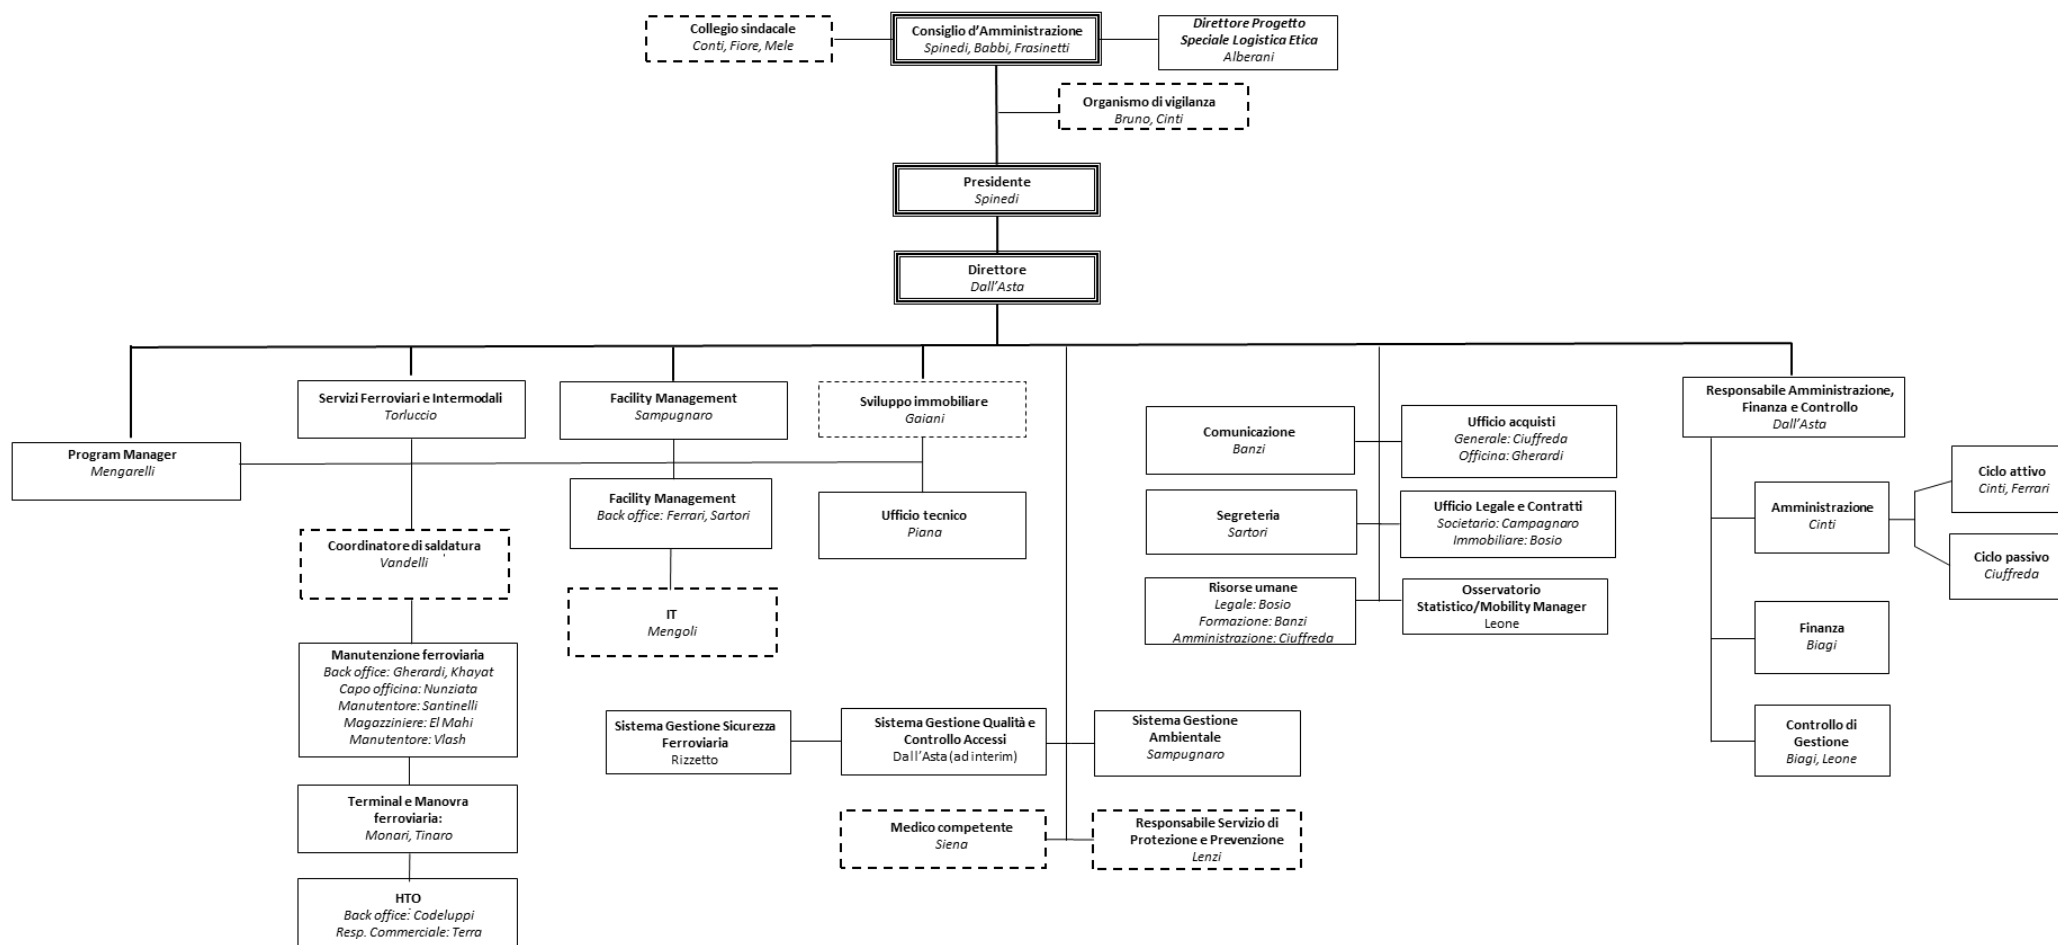 Collegio sindacale
Conti, Fiore, Mele
Consiglio d'Amministrazione
Spinedi, Babbi, Frasinetti
Direttore Progetto
Speciale Logistica Etica
Alberani
Organismo di vigilanza
Bruno, Cinti
Presidente
Spinedi
Direttore
Dall'Asta
Program Manager
Mengarelli
Servizi Ferroviari e Intermodali
Torluccio
Coordinatore di saldatura
Vandelli
Manutenzione ferroviaria
Back office: Gherardi, Khayat
Capo officina: Nunziata
Manutentore: Santinelli
Magazziniere: El Mahi
Manutentore: Vlash
Terminal e Manovra
ferroviaria:
Monari, Tinaro
HTO
Back office: Codeluppi
Resp. Commerciale: Terra
Facility Management
Sampugnaro
Facility Management
Back office: Ferrari, Sartori
IT
Mengoli
Sviluppo immobiliare
Gaiani
Ufficio tecnico
Piana
Sistema Gestione Sicurezza
Ferroviaria
Rizzetto
Sistema Gestione Qualità e
Controllo Accessi
Dall'Asta (ad interim)
Sistema Gestione
Ambientale
Sampugnaro
Medico competente
Siena
Responsabile Servizio di
Protezione e Prevenzione
Lenzi
Comunicazione
Banzi
Ufficio acquisti
Generale: Ciuffreda
Officina: Gherardi
Segreteria
Sartori
Ufficio Legale e Contratti
Societario: Campagnaro
Immobiliare: Bosio
Risorse umane
Legale: Bosio
Formazione: Banzi
Amministrazione: Ciuffreda
Osservatorio
Statistico/Mobility Manager
Leone
Responsabile Amministrazione,
Finanza e Controllo
Dall'Asta
Amministrazione
Cinti
Ciclo attivo
Cinti, Ferrari
Ciclo passivo
Ciuffreda
Finanza
Biagi
Controllo di
Gestione
Biagi, Leone